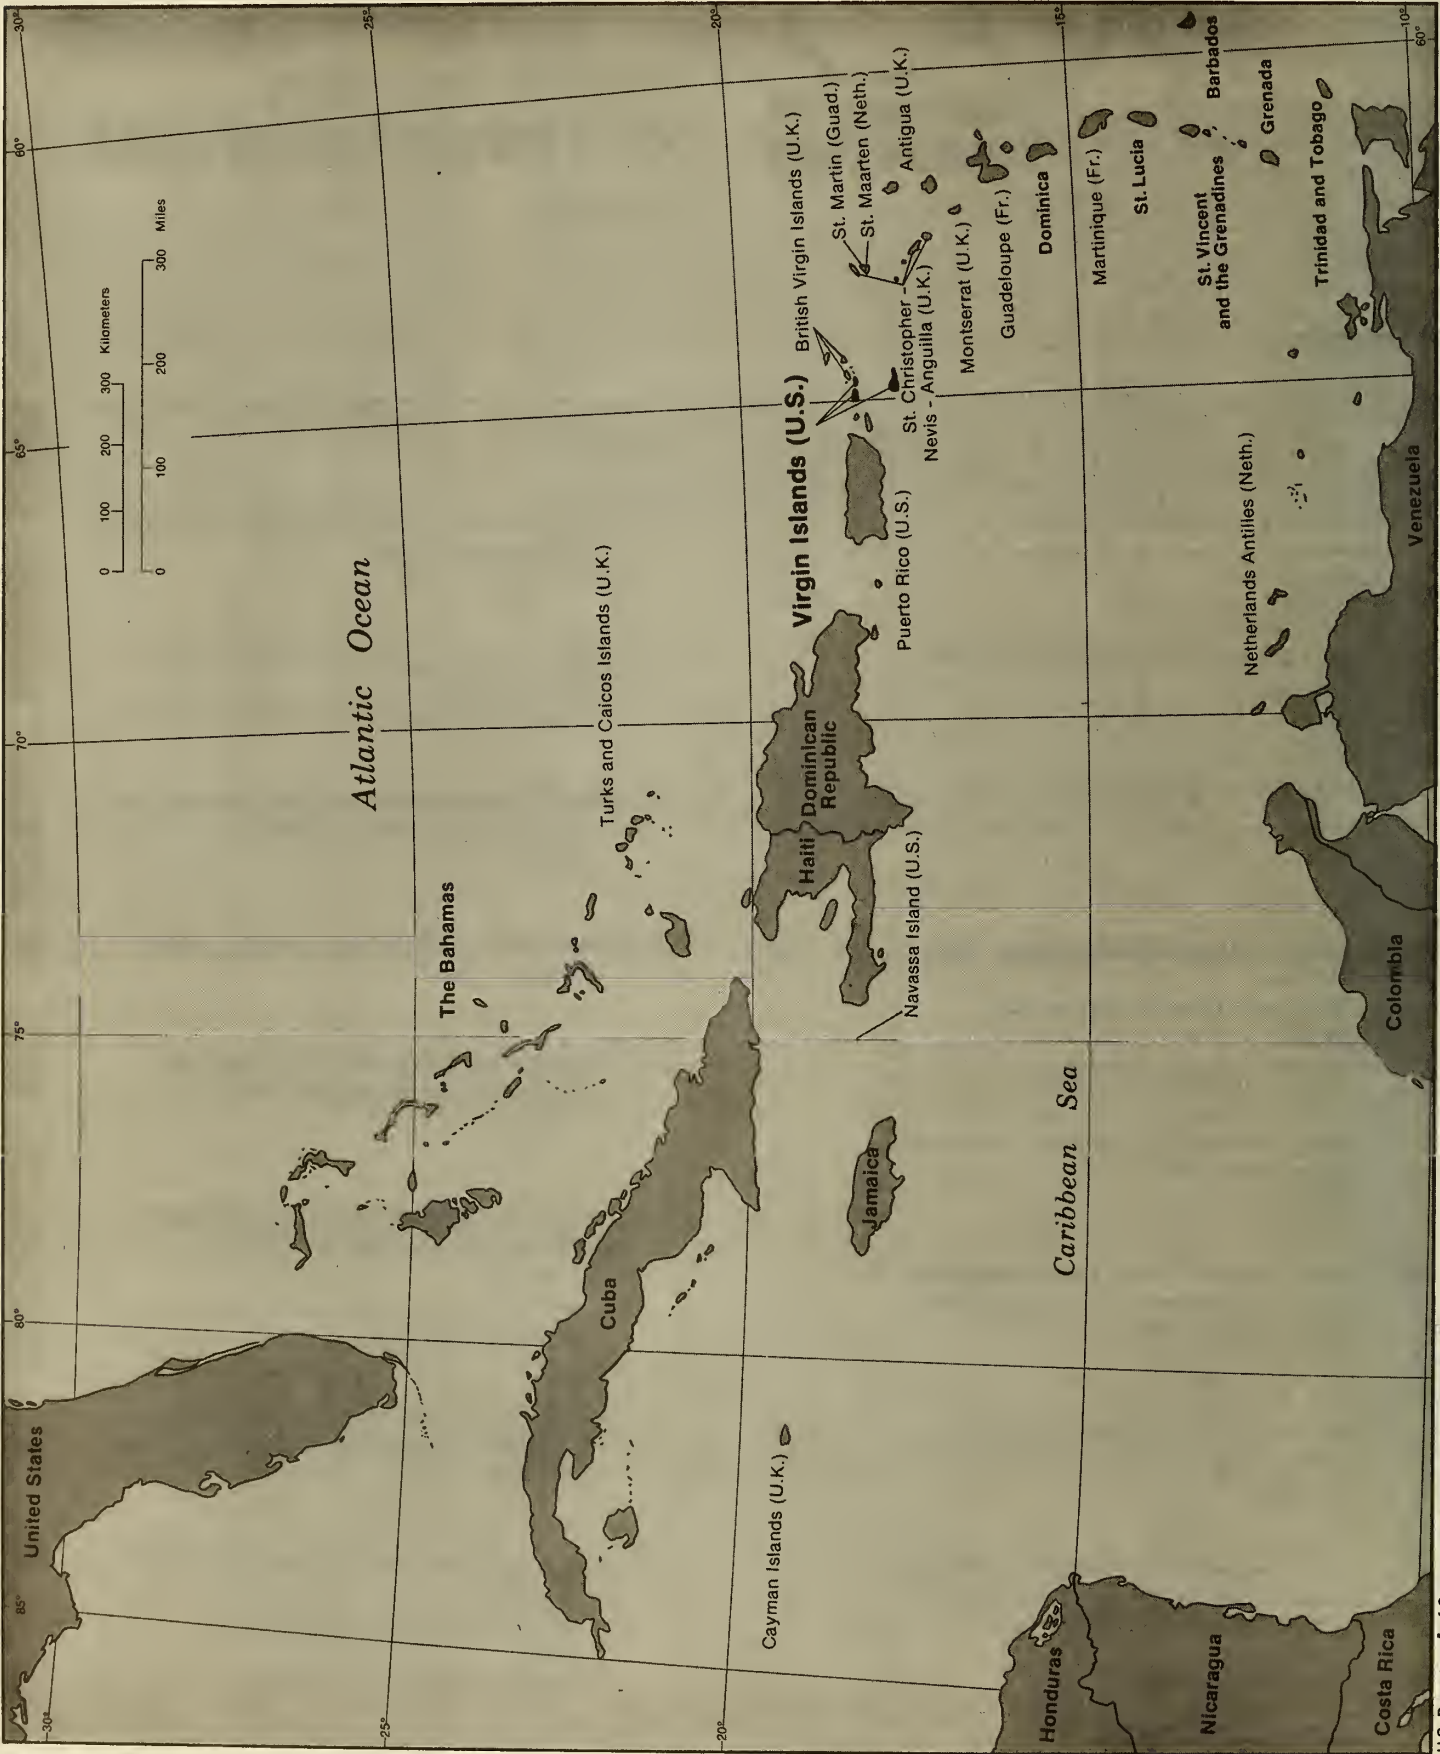 85°
80°
75°
70°
65°
60°
30°
30°
United States
0 100 200 300 Kilometers
0 100 200 300 Miles
Atlantic Ocean
25°
25°
The Bahamas
Turks and Caicos Islands (U.K.)
Cuba
20°
20°
Cayman Islands (U.K.)
Haiti
Dominican
Republic
Virgin Islands (U.S.)
British Virgin Islands (U.K.)
St. Martin (Guad.)
St. Maarten (Neth.)
Jamaica
Navassa Island (U.S.)
Puerto Rico (U.S.)
St. Christopher -
Nevis - Anguilla (U.K.)
Antigua (U.K.)
Montserrat (U.K.)
Guadeloupe (Fr.)
Dominica
Caribbean Sea
15°
Honduras
Martinique (Fr.)
St. Lucia
Nicaragua
St. Vincent
and the Grenadines
Barbados
Netherlands Antilles (Neth.)
Grenada
Trinidad and Tobago
Costa Rica
Colombia
Venezuela
10°
60°